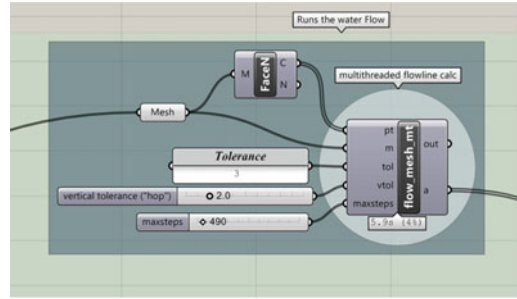 Runs the water Flow
M
FaceN
C
N
multithreaded flowline calc
Mesh
pt
m
tol
vtol
maxsteps
flow_mesh_mt
out
a
Tolerance
3
vertical tolerance ("hop")
2.0
maxsteps
490
5.9s (4%)